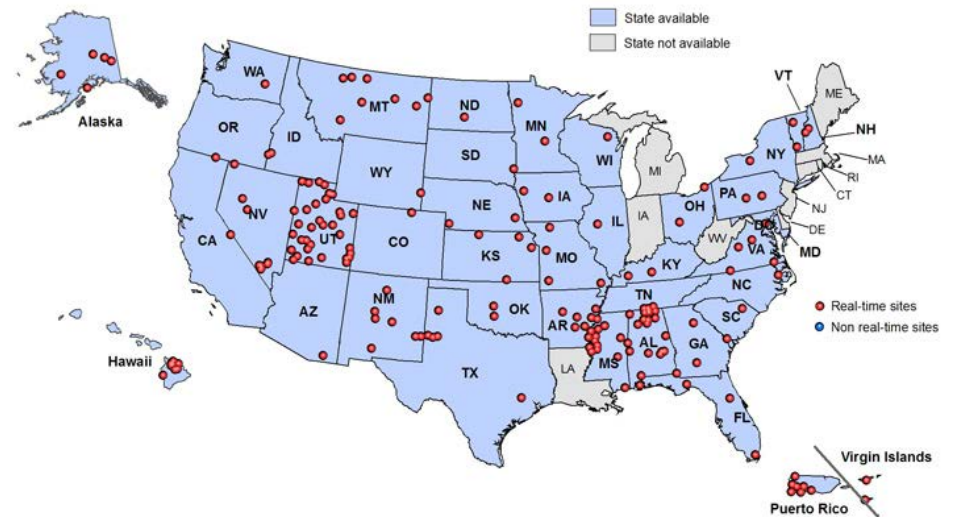 State available
State not available
Alaska
WA
OR
ID
MT
ND
MN
SD
WY
WI
MI
VT
ME
NH
NY
MA
RI
CT
NJ
DE
MD
PA
OH
IA
IA
IL
NE
NV
UT
CA
CO
KS
MO
KY
WV
VA
NC
TN
AZ
NM
OK
AR
SC
GA
AL
MS
LA
TX
FL
Real-time sites
Non real-time sites
Hawaii
Virgin Islands
Puerto Rico